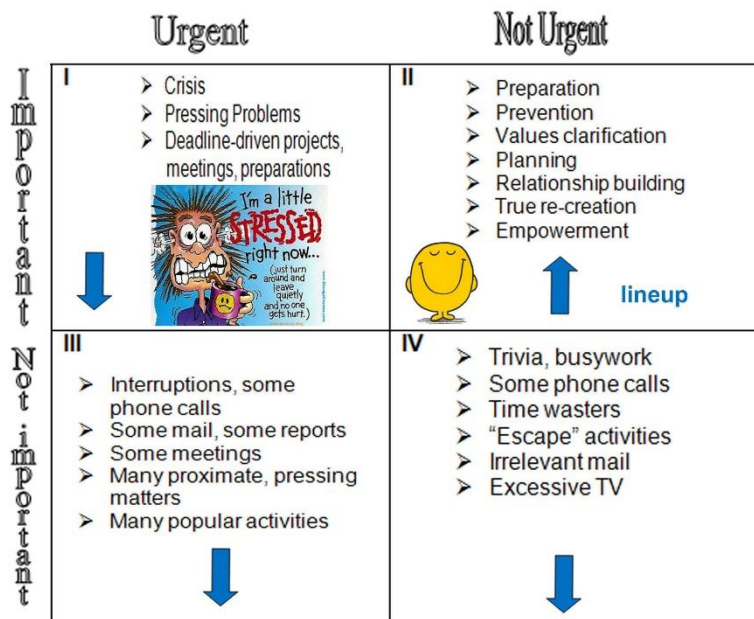 Urgent
Not Urgent
Important
I
➢ Crisis
➢ Pressing Problems
➢ Deadline-driven projects,
meetings, preparations
I'm a little
STRESSED
right now...
(just turn
around and
leave
quietly
and no one
gets hurt.)
II
➢ Preparation
➢ Prevention
➢ Values clarification
➢ Planning
➢ Relationship building
➢ True re-creation
➢ Empowerment
lineup
Not important
III
➢ Interruptions, some
phone calls
➢ Some mail, some reports
➢ Some meetings
➢ Many proximate, pressing
matters
➢ Many popular activities
IV
➢ Trivia, busywork
➢ Some phone calls
➢ Time wasters
➢ “Escape” activities
➢ Irrelevant mail
➢ Excessive TV